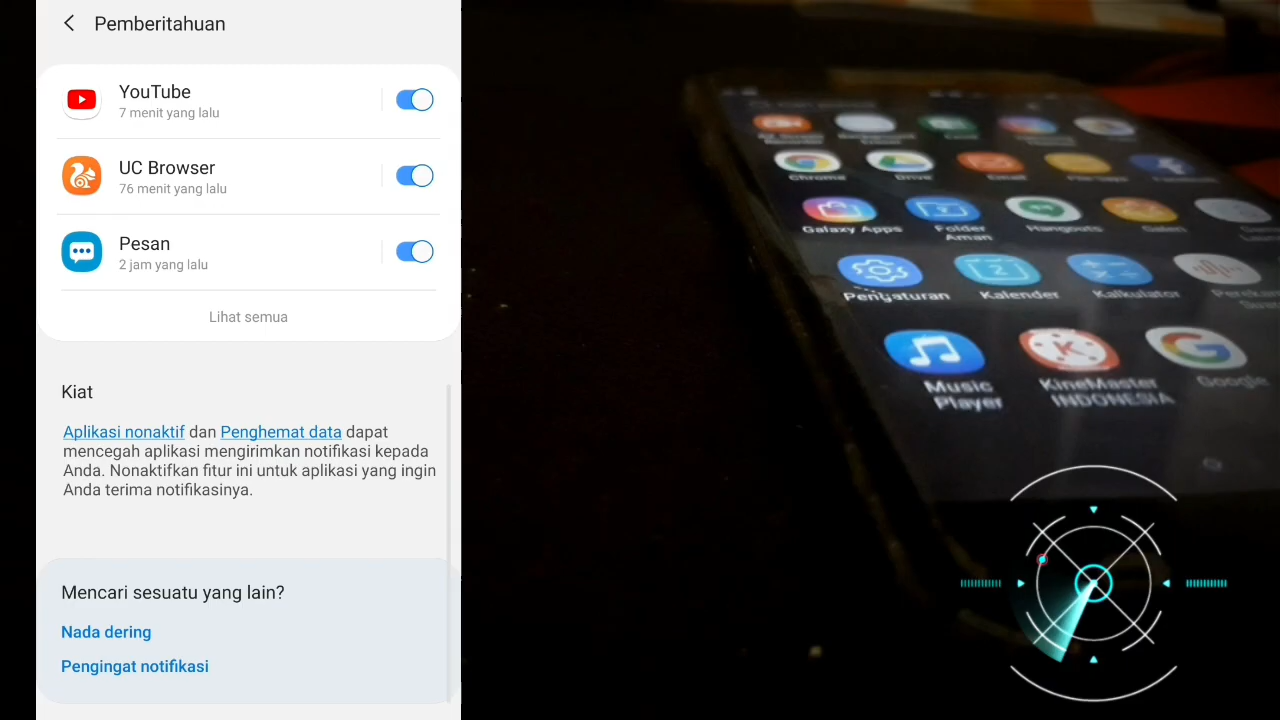 Pemberitahuan
YouTube
7 menit yang lalu
UC Browser
76 menit yang lalu
Pesan
2 jam yang lalu
Lihat semua
Kiat
Aplikasi nonaktif dan Penghemat data dapat
mencegah aplikasi mengirimkan notifikasi kepada
Anda. Nonaktifkan fitur ini untuk aplikasi yang ingin
Anda terima notifikasinya.
Mencari sesuatu yang lain?
Nada dering
Pengingat notifikasi
Chrome
Drive
Email
Galaxy Apps
Folder
Aman
Hangouts
Galeri
Pengaturan
Kalender
Kalkulator
Music
Player
KineMaster
INDONESIA
Google